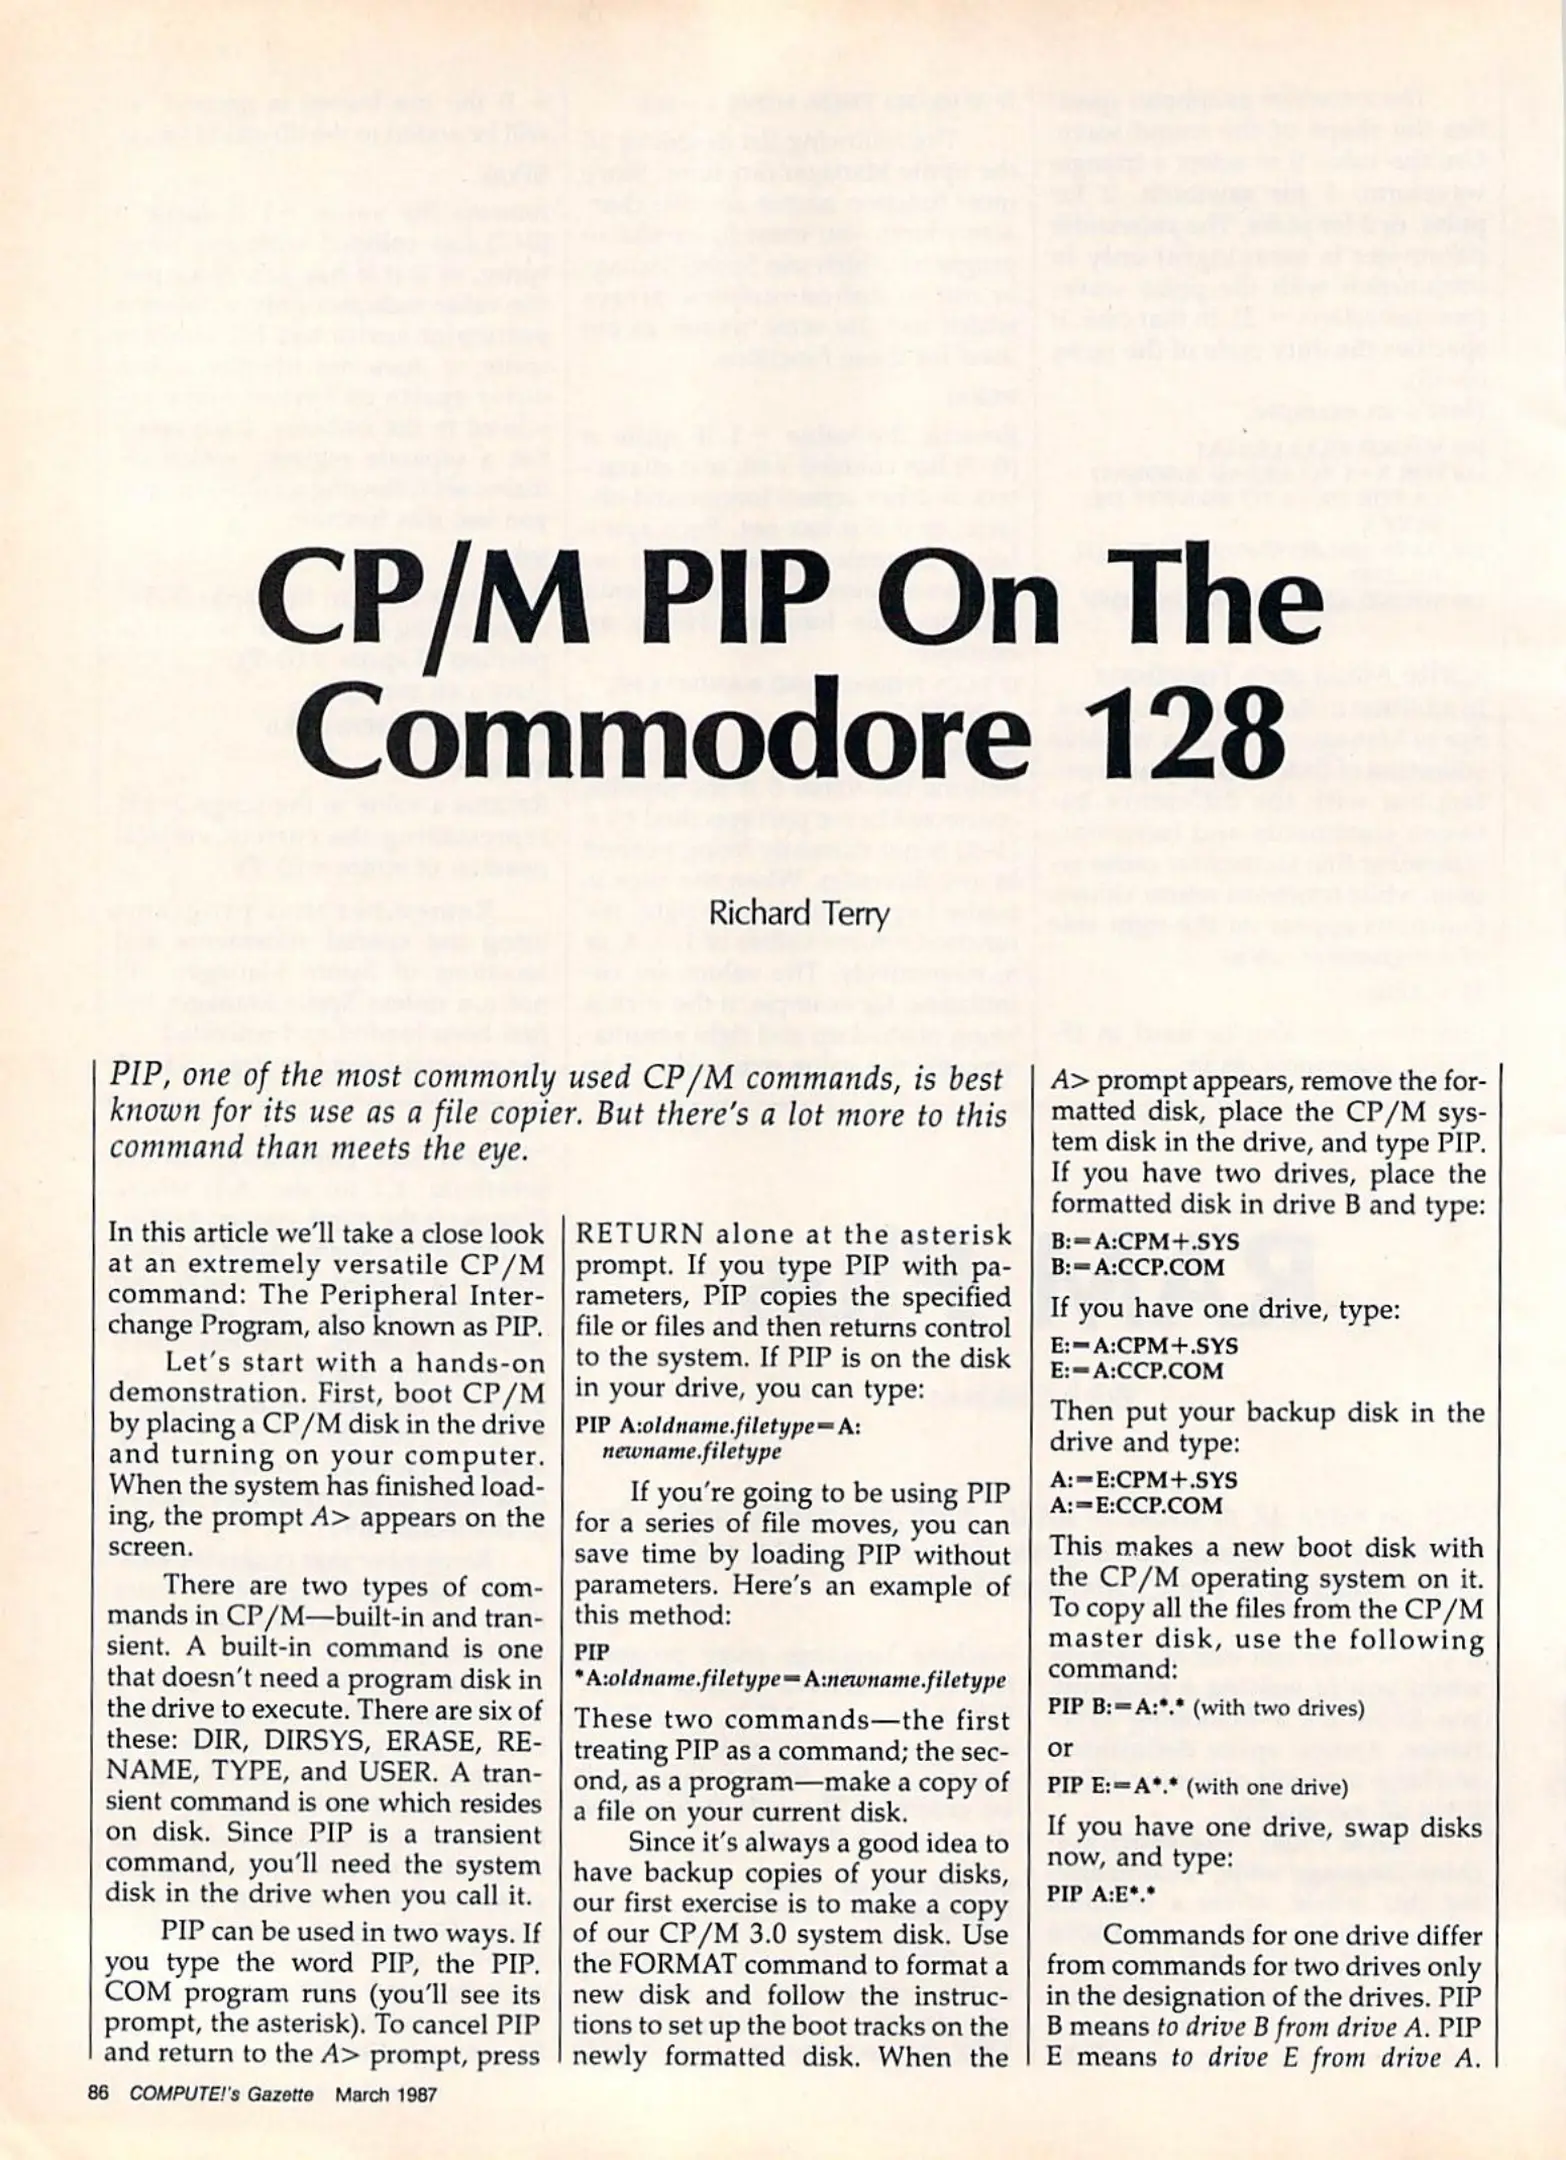 CP/M PIP On The
Commodore 128
Richard Terry
PIP, one of the most commonly used CP/M commands, is best
known for its use as a file copier. But there's a lot more to this
command than meets the eye.
In this article we'll take a close look
at an extremely versatile CP/M
command: The Peripheral Inter-
change Program, also known as PIP.
Let's start with a hands-on
demonstration. First, boot CP/M
by placing a CP/M disk in the drive
and turning on your computer.
When the system has finished load-
ing, the prompt A> appears on the
screen.
There are two types of com-
mands in CP/M—built-in and tran-
sient. A built-in command is one
that doesn't need a program disk in
the drive to execute. There are six of
these: DIR, DIRSYS, ERASE, RE-
NAME, TYPE, and USER. A tran-
sient command is one which resides
on disk. Since PIP is a transient
command, you'll need the system
disk in the drive when you call it.
PIP can be used in two ways. If
you type the word PIP, the PIP.
COM program runs (you'll see its
prompt, the asterisk). To cancel PIP
and return to the A> prompt, press
RETURN alone at the asterisk
prompt. If you type PIP with pa-
rameters, PIP copies the specified
file or files and then returns control
to the system. If PIP is on the disk
in your drive, you can type:
PIP A:oldname.filetype=A:
newname.filetype
If you're going to be using PIP
for a series of file moves, you can
save time by loading PIP without
parameters. Here's an example of
this method:
PIP
*A:oldname.filetype=A:newname.filetype
These two commands—the first
treating PIP as a command; the sec-
ond, as a program—make a copy of
a file on your current disk.
Since it's always a good idea to
have backup copies of your disks,
our first exercise is to make a copy
of our CP/M 3.0 system disk. Use
the FORMAT command to format a
new disk and follow the instruc-
tions to set up the boot tracks on the
newly formatted disk. When the
A> prompt appears, remove the for-
matted disk, place the CP/M sys-
tem disk in the drive, and type PIP.
If you have two drives, place the
formatted disk in drive B and type:
B:=A:CPM+.SYS
B:=A:CCP.COM
If you have one drive, type:
E:=A:CPM+.SYS
E:=A:CCP.COM
Then put your backup disk in the
drive and type:
A:=E:CPM+.SYS
A:=E:CCP.COM
This makes a new boot disk with
the CP/M operating system on it.
To copy all the files from the CP/M
master disk, use the following
command:
PIP B:=A:*.* (with two drives)
or
PIP E:=A*.* (with one drive)
If you have one drive, swap disks
now, and type:
PIP A:E*.*
Commands for one drive differ
from commands for two drives only
in the designation of the drives. PIP
B means to drive B from drive A. PIP
E means to drive E from drive A.
86 COMPUTE!'s Gazette March 1987